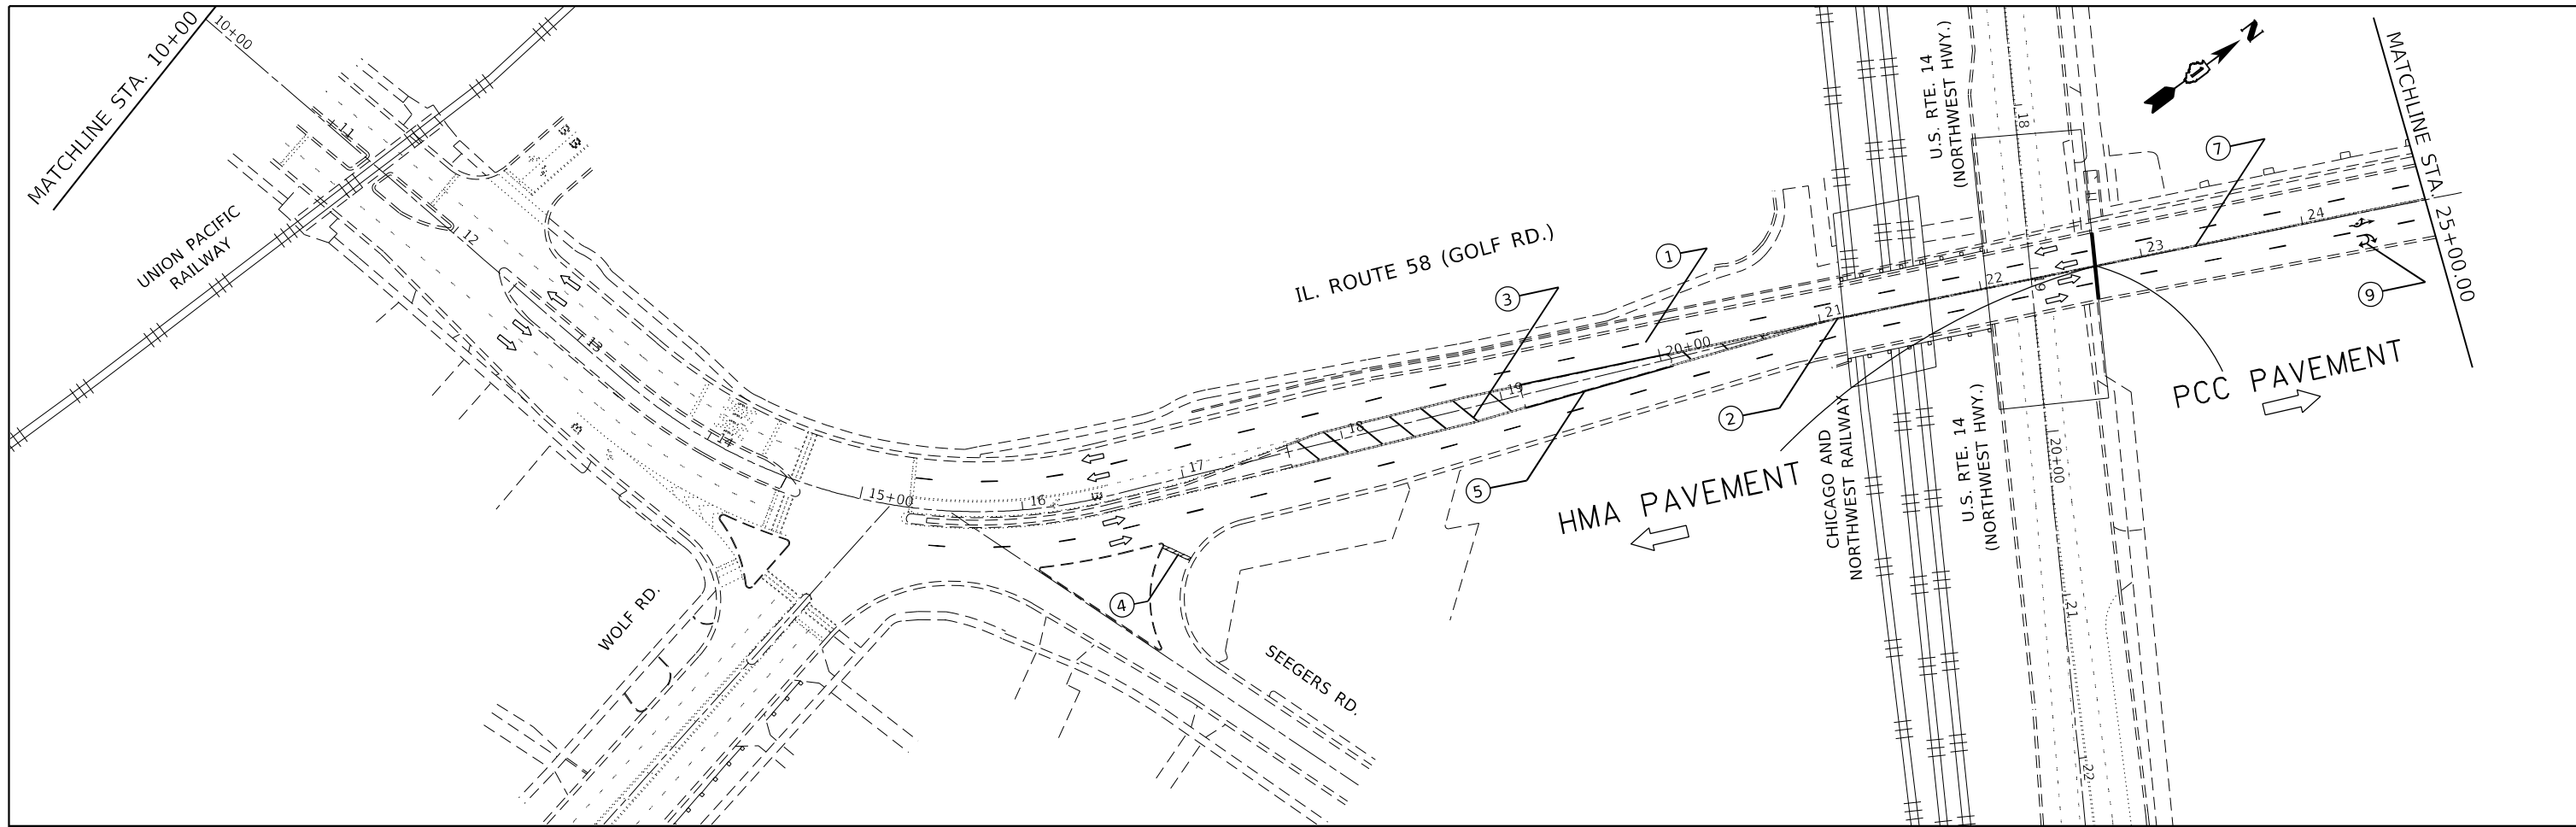 MATCHLINE STA. 10+00
10+00
11
UNION PACIFIC
RAILWAY
12
13
14
15+00
16
17
18
19
20+00
21
22
23
24
WOLF RD.
SEEGERS RD.
IL. ROUTE 58 (GOLF RD.)
1
3
2
5
4
HMA PAVEMENT
CHICAGO AND
NORTHWEST RAILWAY
U.S. RTE. 14
(NORTHWEST HWY.)
18
19
20+00
21
22
U.S. RTE. 14
(NORTHWEST HWY.)
N
7
9
PCC PAVEMENT
MATCHLINE STA. 25+00.00